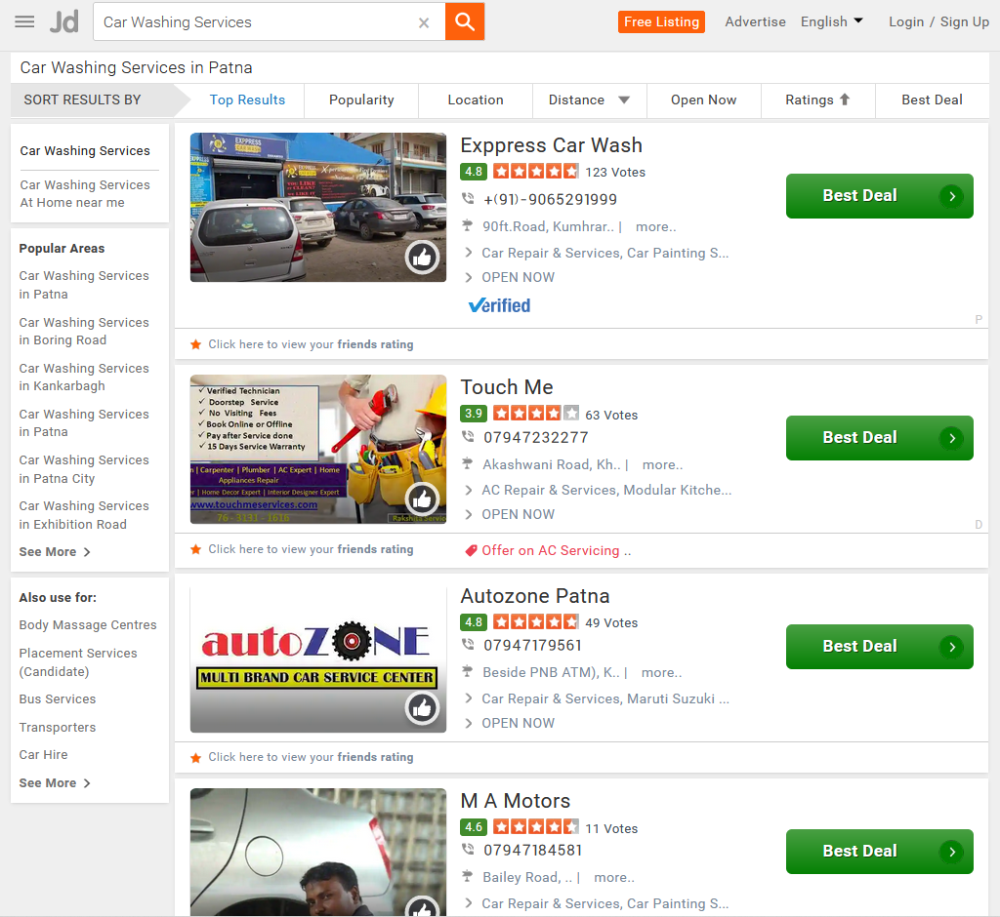 Jd
Car Washing Services
Free Listing
Advertise
English
Login / Sign Up
Car Washing Services in Patna
SORT RESULTS BY
Top Results
Popularity
Location
Distance
Open Now
Ratings
Best Deal
Car Washing Services
Car Washing Services
At Home near me
Popular Areas
Car Washing Services
in Patna
Car Washing Services
in Boring Road
Car Washing Services
in Kankarbagh
Car Washing Services
in Patna
Car Washing Services
in Patna City
Car Washing Services
in Exhibition Road
See More
Also use for:
Body Massage Centres
Placement Services
(Candidate)
Bus Services
Transporters
Car Hire
See More
EXPPRESS
CAR WASH
Exppress Car Wash
4.8 123 Votes
+(91)-9065291999
90ft.Road, Kumhrar.. | more..
Car Repair & Services, Car Painting S...
OPEN NOW
Verified
Best Deal
P
Click here to view your friends rating
✓ Verified Technician
✓ Doorstep Service
✓ No Visiting Fees
✓ Book Online or Offline
✓ Pay after Service done
✓ 15 Days Service Warranty
n | Carpenter | Plumber | AC Expert | Home
Appliances Repair
r | Home Decor Expert | Interior Designer Expert
www.touchmeservices.com
Touch Me
3.9 63 Votes
07947232277
Akashwani Road, Kh.. | more..
AC Repair & Services, Modular Kitche...
OPEN NOW
Best Deal
D
Click here to view your friends rating
Offer on AC Servicing ..
autoZONE
MULTI BRAND CAR SERVICE CENTER
Autozone Patna
4.8 49 Votes
07947179561
Beside PNB ATM), K.. | more..
Car Repair & Services, Maruti Suzuki ...
OPEN NOW
Best Deal
Click here to view your friends rating
M A Motors
4.6 11 Votes
07947184581
Bailey Road, .. | more..
Car Repair & Services, Car Painting S...
Best Deal